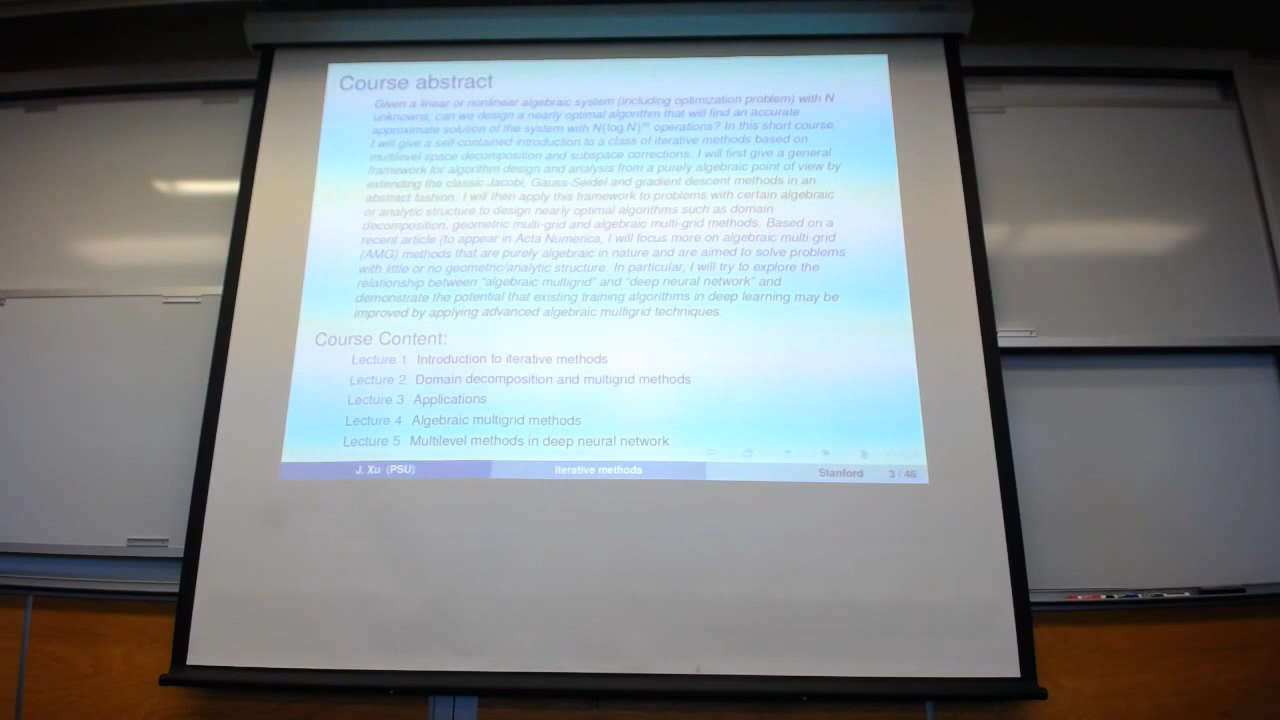 Course abstract
Given a linear or nonlinear algebraic system (including optimization problem) with N
unknowns, can we design a nearly optimal algorithm that will find an accurate
approximate solution of the system with N(log N)ᵐ operations? In this short course,
I will give a self-contained introduction to a class of iterative methods based on
multilevel space decomposition and subspace corrections. I will first give a general
framework for algorithm design and analysis from a purely algebraic point of view by
extending the classic Jacobi, Gauss-Seidel and gradient descent methods in an
abstract fashion. I will then apply this framework to problems with certain algebraic
or analytic structure to design nearly optimal algorithms such as domain
decomposition, geometric multi-grid and algebraic multi-grid methods. Based on a
recent article (to appear in Acta Numerica, I will focus more on algebraic multi-grid
(AMG) methods that are purely algebraic in nature and are aimed to solve problems
with little or no geometric/analytic structure. In particular, I will try to explore the
relationship between "algebraic multigrid" and "deep neural network" and
demonstrate the potential that existing training algorithms in deep learning may be
improved by applying advanced algebraic multigrid techniques.
Course Content:
Lecture 1 Introduction to iterative methods
Lecture 2 Domain decomposition and multigrid methods
Lecture 3 Applications
Lecture 4 Algebraic multigrid methods
Lecture 5 Multilevel methods in deep neural network
J. Xu (PSU) Iterative methods Stanford 3 / 46